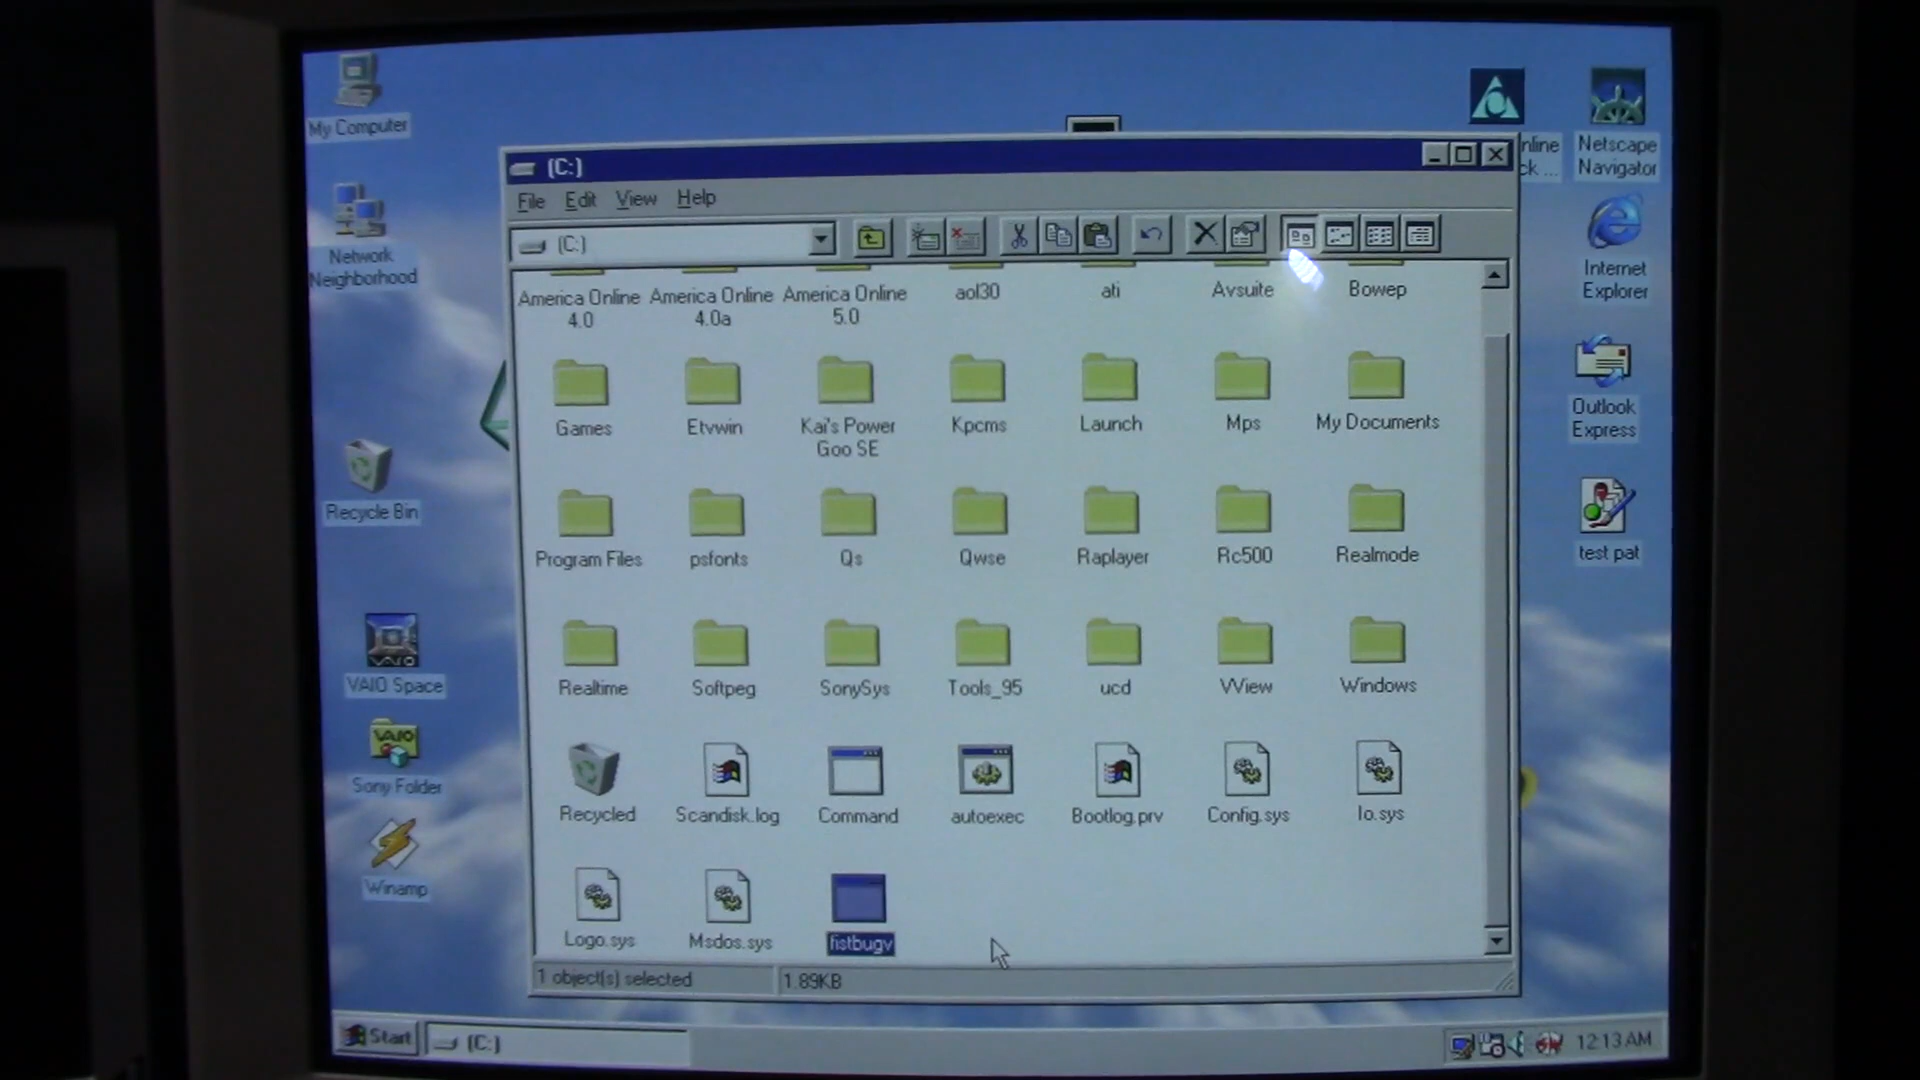 My Computer
Network
Neighborhood
Recycle Bin
VAIO
VAIO Space
VAIO
Sony Folder
Winamp
(C:)
File Edit View Help
(C:)
America Online
4.0
America Online
4.0a
America Online
5.0
aol30
ati
Avsuite
Bowep
Games
Etvwin
Kai's Power
Goo SE
Kpcms
Launch
Mps
My Documents
Program Files
psfonts
Qs
Qwse
Raplayer
Rc500
Realmode
Realtime
Softpeg
SonySys
Tools_95
ucd
VView
Windows
Recycled
Scandisk.log
Command
autoexec
Bootlog.prv
Config.sys
Io.sys
Logo.sys
Msdos.sys
fistbugv
1 object(s) selected
1.89KB
nline
ck ...
Netscape
Navigator
Internet
Explorer
Outlook
Express
test pat
Start
(C:)
12:13 AM